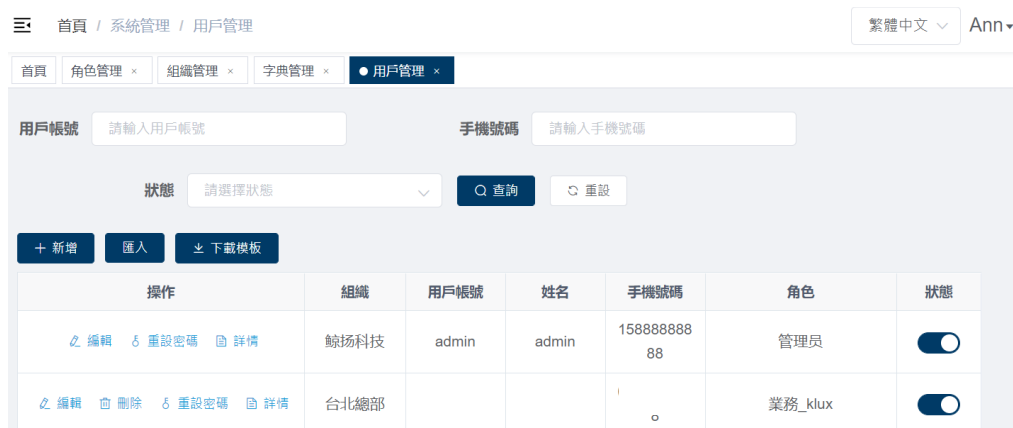 首頁 / 系統管理 / 用戶管理 繁體中文 Ann
首頁 角色管理 × 組織管理 × 字典管理 × 用戶管理 ×
用戶帳號 請輸入用戶帳號 手機號碼 請輸入手機號碼
狀態 請選擇狀態 查詢 重設
+ 新增 匯入 下載模板
操作 組織 用戶帳號 姓名 手機號碼 角色 狀態
編輯 重設密碼 詳情 鲸扬科技 admin admin 158888888
88 管理员
編輯 刪除 重設密碼 詳情 台北總部 業務_klux